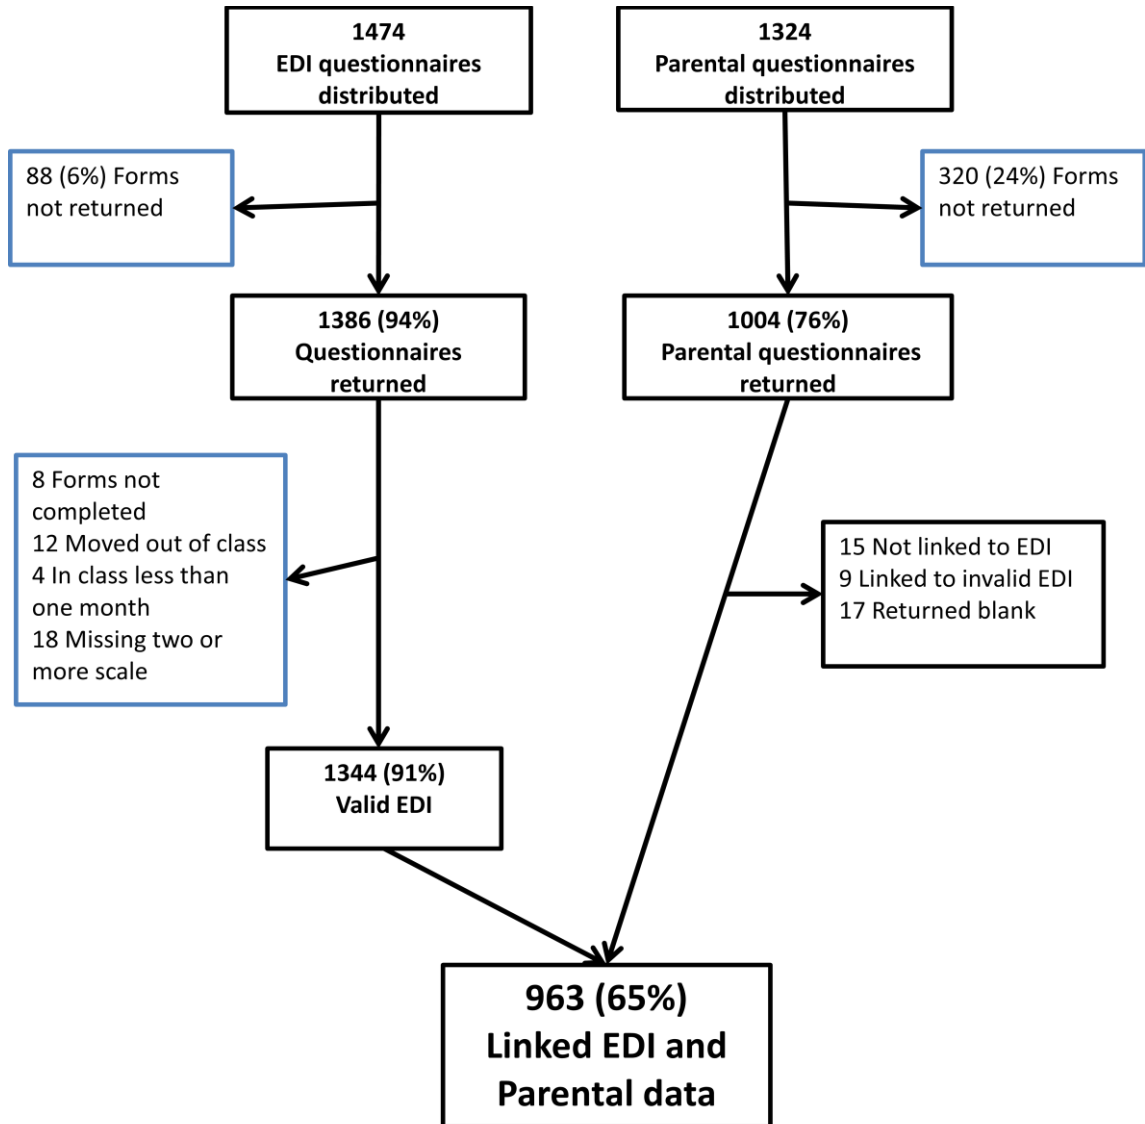 1474
EDI questionnaires
distributed
1324
Parental questionnaires
distributed
88 (6%) Forms
not returned
320 (24%) Forms
not returned
1386 (94%)
Questionnaires
returned
1004 (76%)
Parental questionnaires
returned
8 Forms not
completed
12 Moved out of class
4 In class less than
one month
18 Missing two or
more scale
15 Not linked to EDI
9 Linked to invalid EDI
17 Returned blank
1344 (91%)
Valid EDI
963 (65%)
Linked EDI and
Parental data